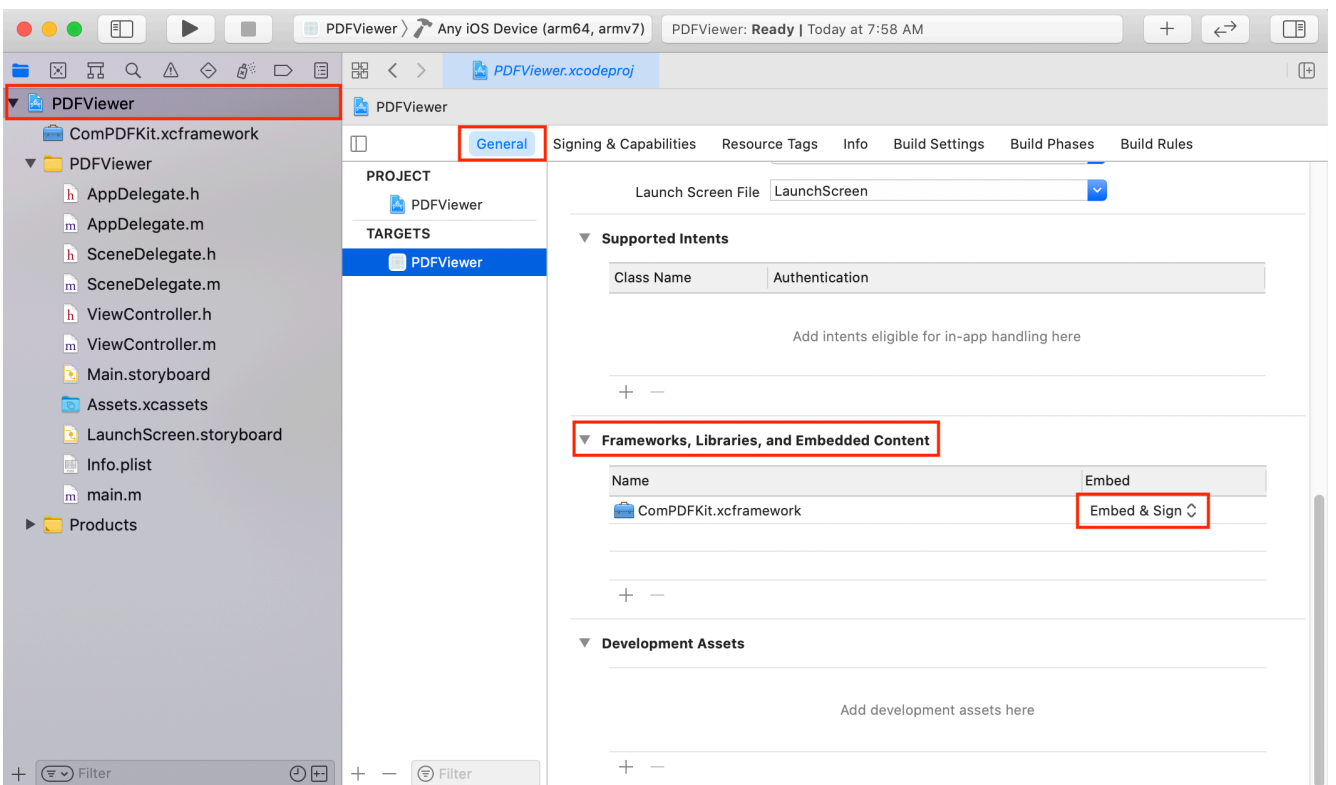 PDFViewer 〉 Any iOS Device (arm64, armv7)
PDFViewer: Ready | Today at 7:58 AM
PDFViewer.xcodeproj
PDFViewer
ComPDFKit.xcframework
PDFViewer
h AppDelegate.h
m AppDelegate.m
h SceneDelegate.h
m SceneDelegate.m
h ViewController.h
m ViewController.m
Main.storyboard
Assets.xcassets
LaunchScreen.storyboard
Info.plist
m main.m
Products
Filter
PDFViewer
General Signing & Capabilities Resource Tags Info Build Settings Build Phases Build Rules
PROJECT
PDFViewer
TARGETS
PDFViewer
Filter
Launch Screen File LaunchScreen
Supported Intents
Class Name Authentication
Add intents eligible for in-app handling here
Frameworks, Libraries, and Embedded Content
Name Embed
ComPDFKit.xcframework Embed & Sign
Development Assets
Add development assets here